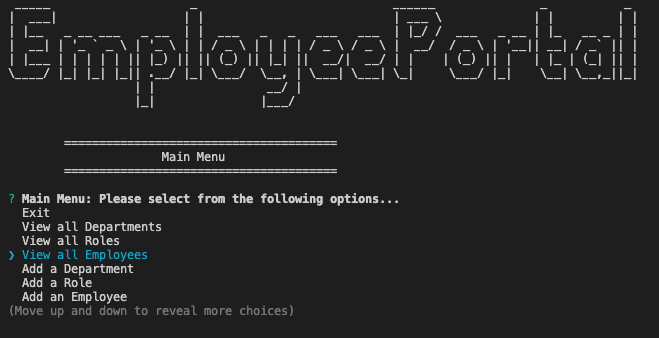 EmployeePortal
Main Menu
? Main Menu: Please select from the following options...
Exit
View all Departments
View all Roles
❯ View all Employees
Add a Department
Add a Role
Add an Employee
(Move up and down to reveal more choices)